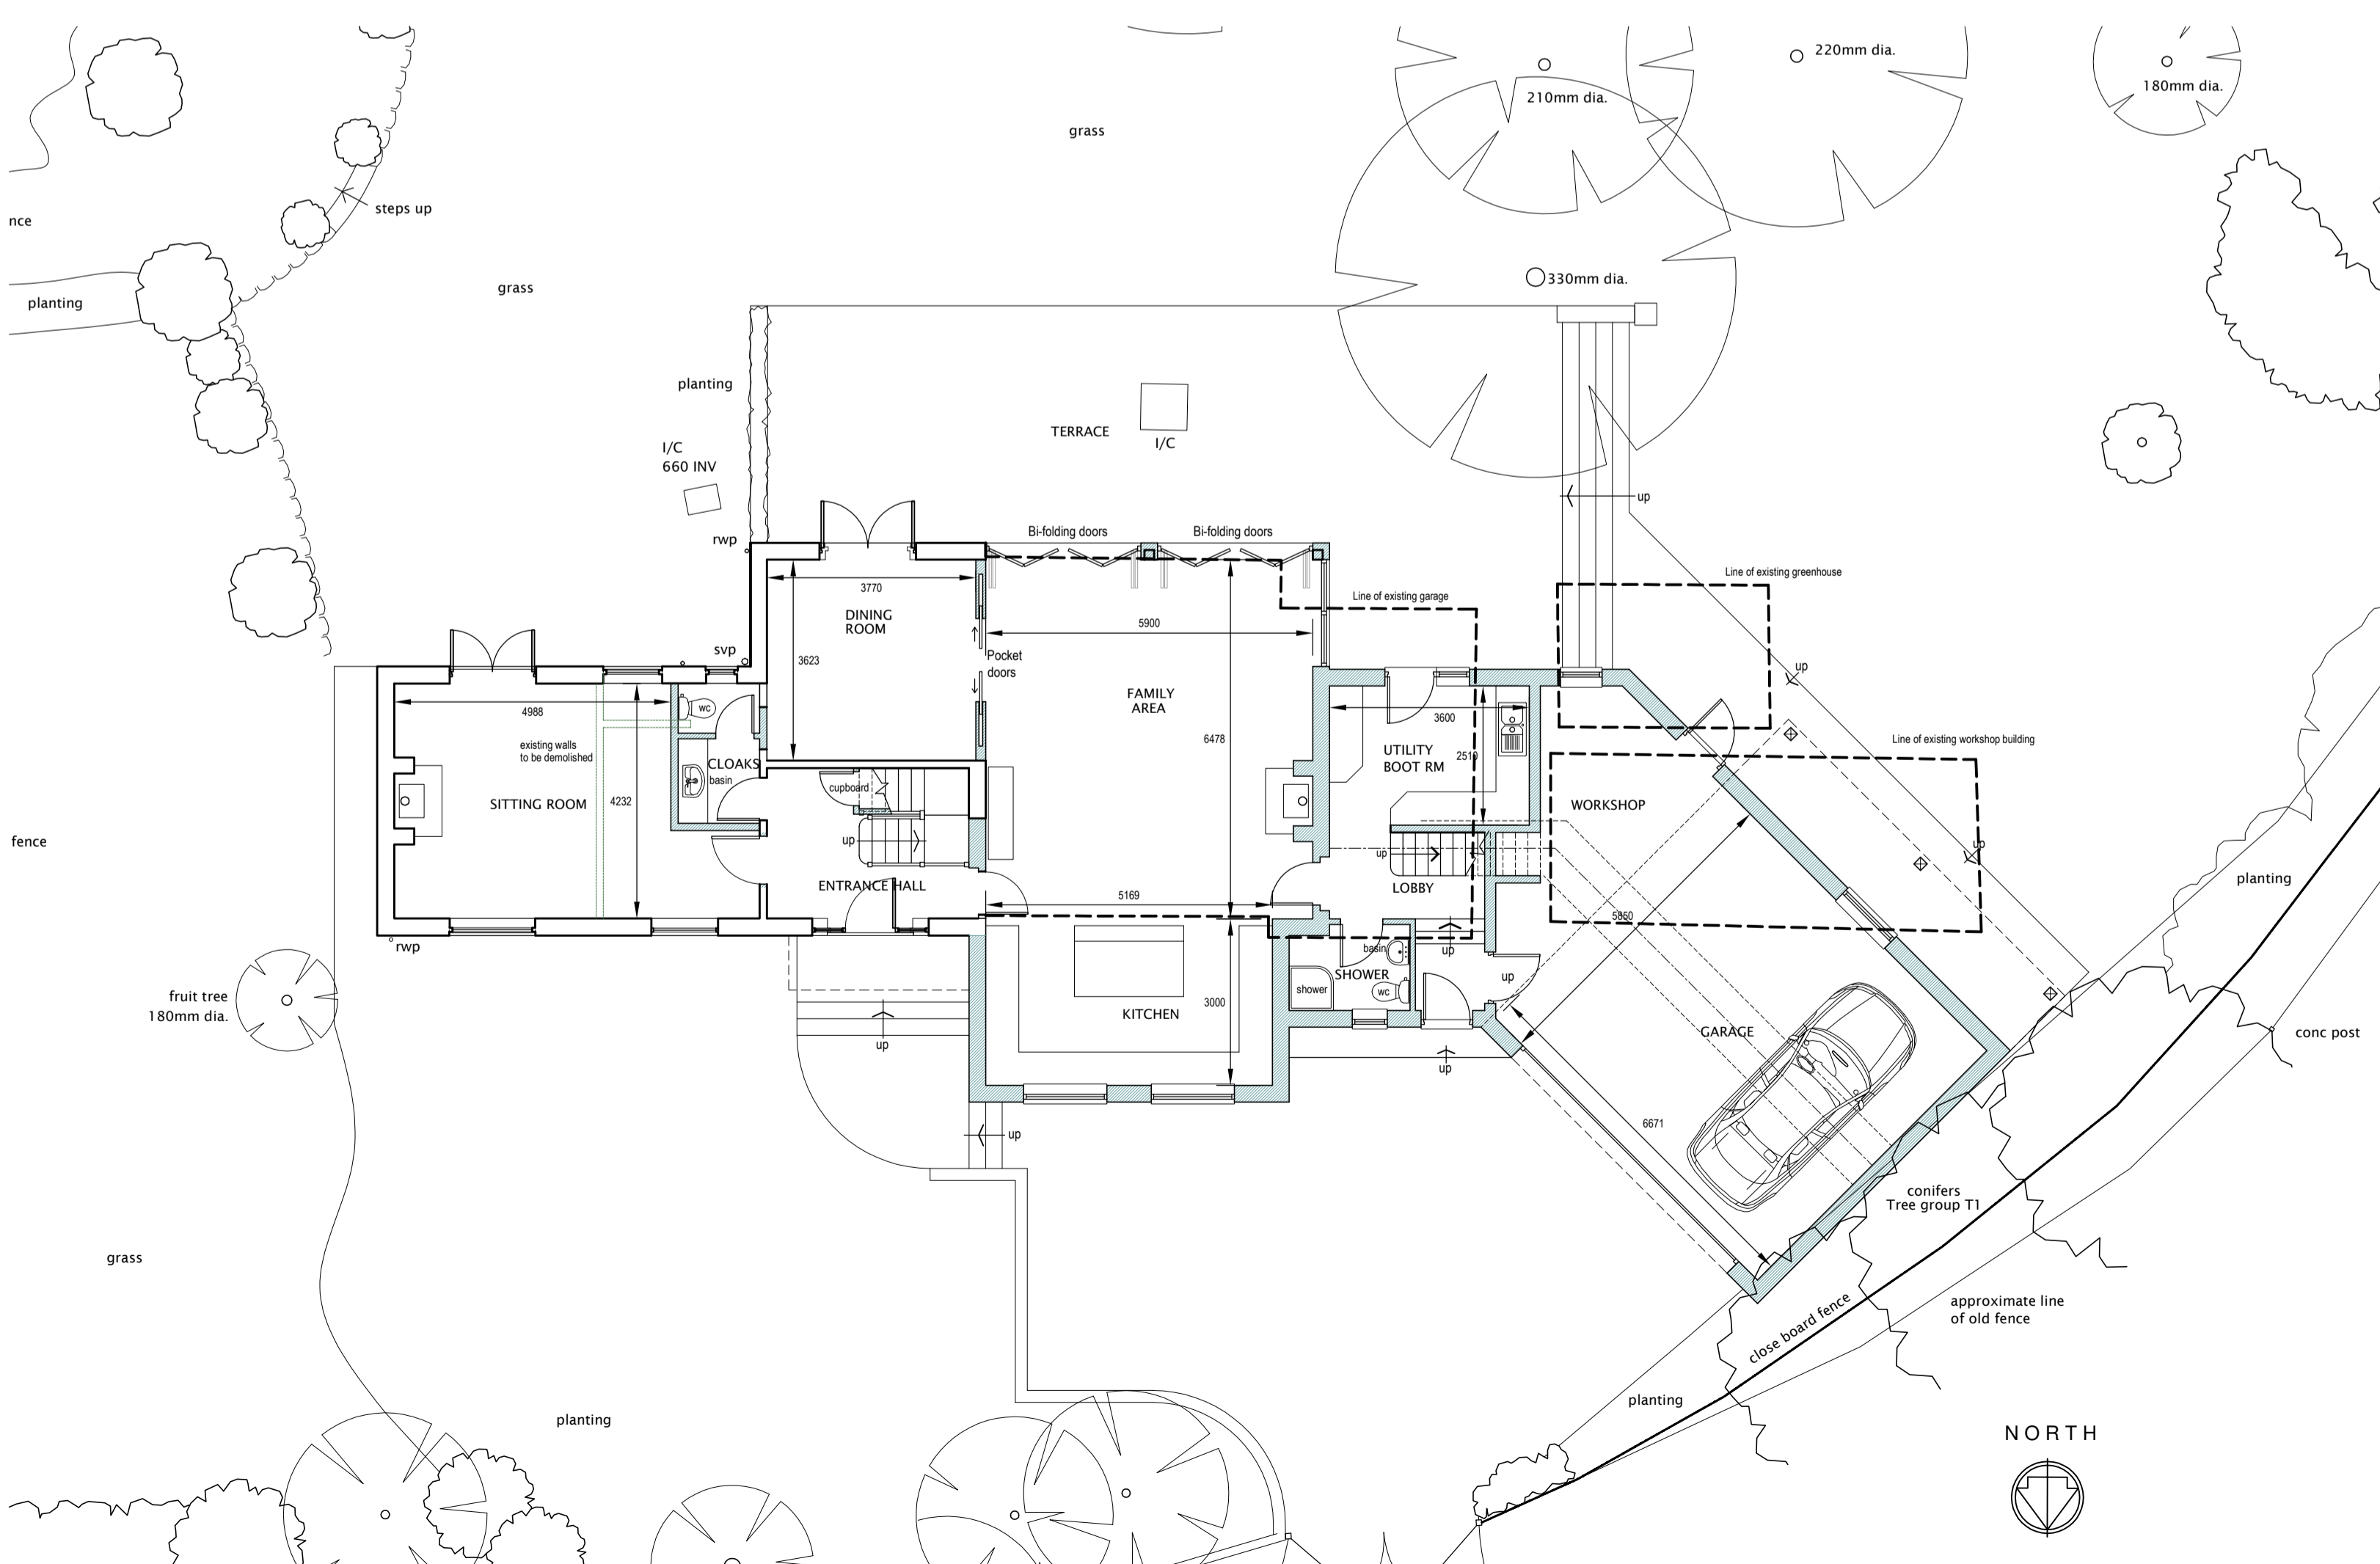 220mm dia.
210mm dia.
180mm dia.
grass
steps up
nce
330mm dia.
grass
planting
planting
TERRACE
I/C
I/C
660 INV
up
rwp
Bi-folding doors
Bi-folding doors
Line of existing greenhouse
3770
Line of existing garage
DINING
ROOM
5900
svp
3623
Pocket
doors
up
FAMILY
AREA
wc
4988
3600
6478
existing walls
to be demolished
Line of existing workshop building
UTILITY
BOOT RM
2510
CLOAKS
basin
cupboard
SITTING ROOM
4232
WORKSHOP
fence
up
up
up
planting
ENTRANCE HALL
LOBBY
5169
5850
rwp
basin
up
SHOWER
up
shower
wc
fruit tree
180mm dia.
3000
KITCHEN
GARAGE
conc post
up
up
6671
up
conifers
Tree group T1
grass
approximate line
of old fence
close board fence
planting
planting
NORTH